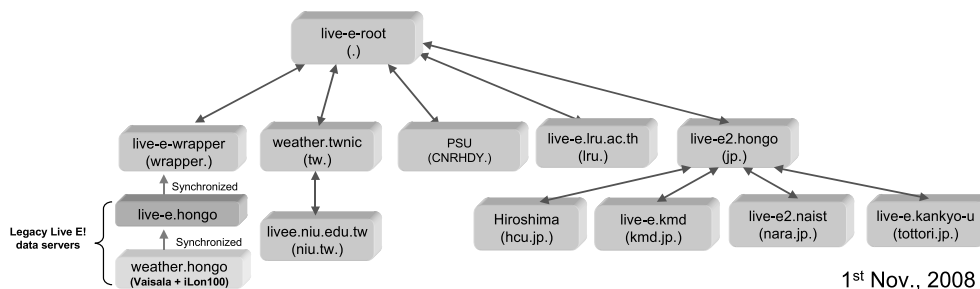 live-e-root
(.)
live-e-wrapper
(wrapper.)
weather.twnic
(tw.)
PSU
(CNRHDY.)
live-e.lru.ac.th
(lru.)
live-e2.hongo
(jp.)
Synchronized
live-e.hongo
Synchronized
weather.hongo
(Vaisala + iLon100)
Legacy Live E!
data servers
livee.niu.edu.tw
(niu.tw.)
Hiroshima
(hcu.jp.)
live-e.kmd
(kmd.jp.)
live-e2.naist
(nara.jp.)
live-e.kankyo-u
(tottori.jp.)
1st Nov., 2008